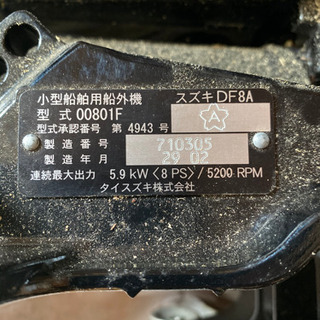 小型船舶用船外機 スズキDF8A
型式 00801F
型式承認番号 第 4943 号
製造番号 710305
製造年月 29 02
連続最大出力 5.9 kW 〈8 PS〉/ 5200 RPM
タイスズキ株式会社
A